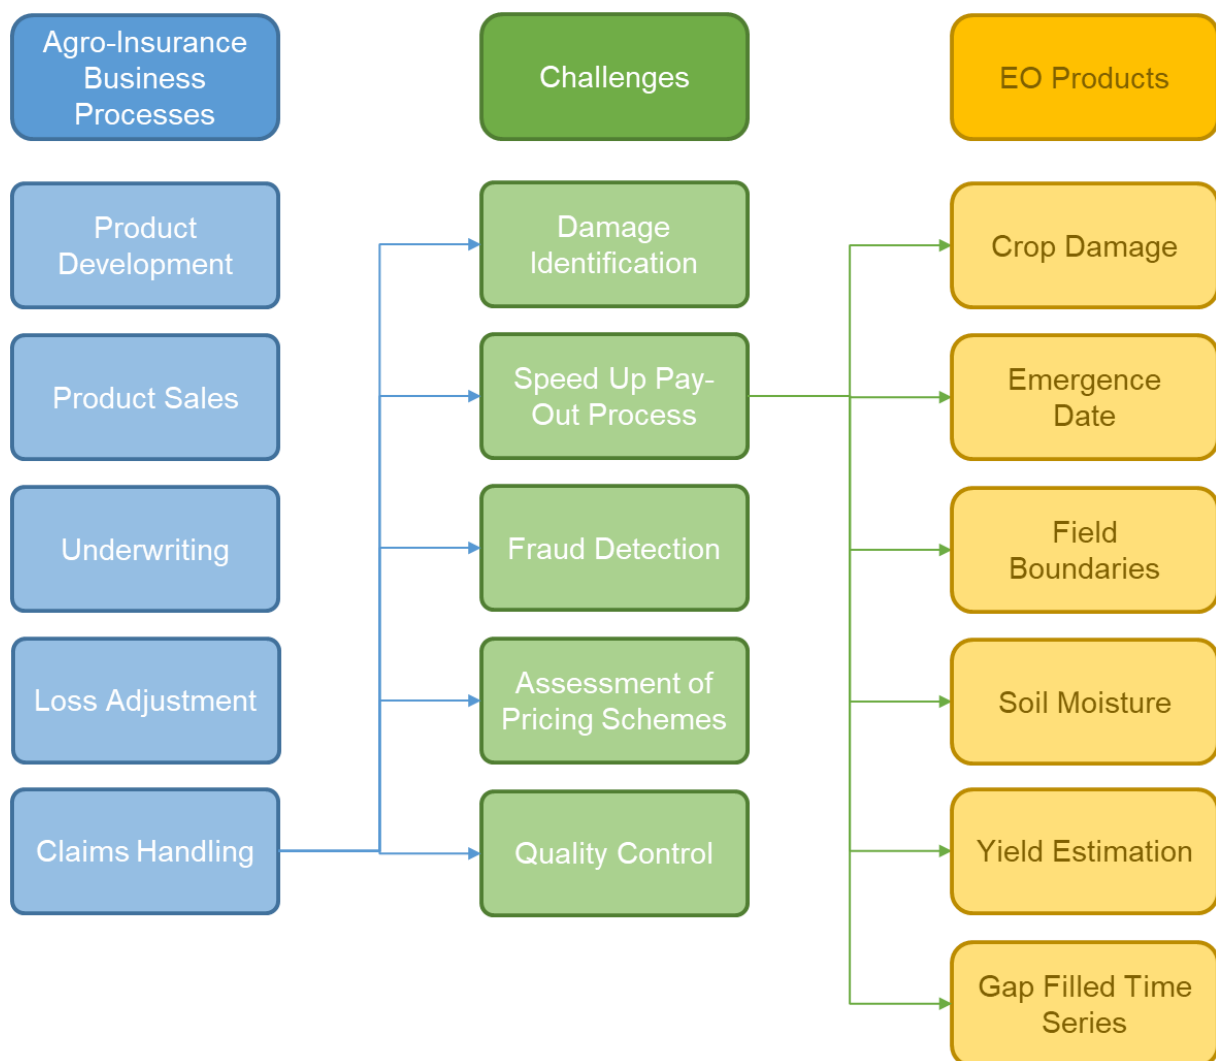 Agro-Insurance
Business
Processes
Challenges
EO Products
Product
Development
Damage
Identification
Crop Damage
Product Sales
Speed Up Pay-
Out Process
Emergence
Date
Underwriting
Fraud Detection
Field
Boundaries
Loss Adjustment
Assessment of
Pricing Schemes
Soil Moisture
Claims Handling
Quality Control
Yield Estimation
Gap Filled Time
Series